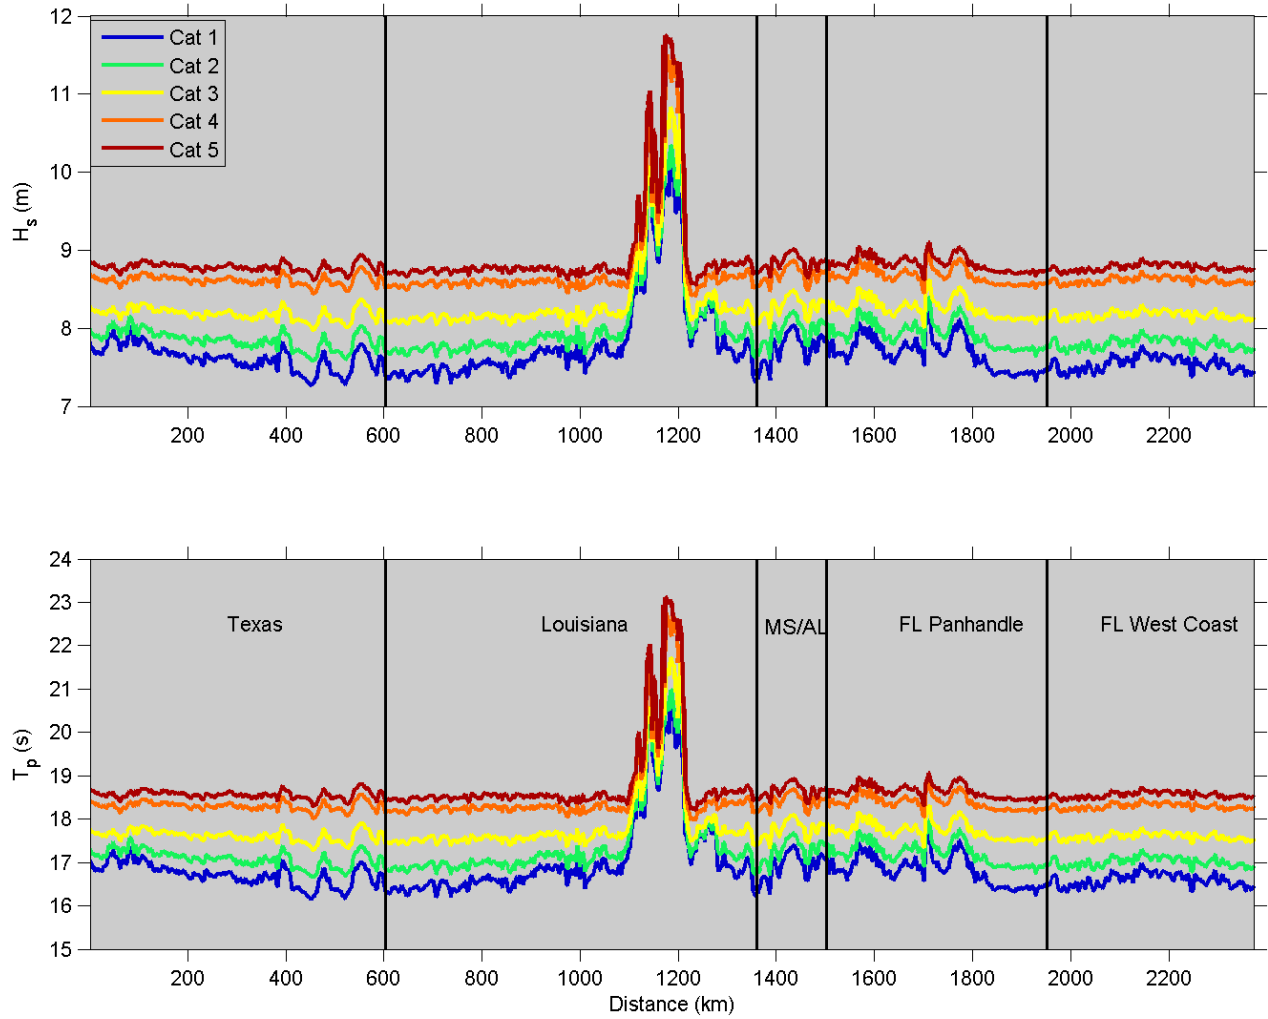 12
11
10
9
8
7
H_s (m)
Cat 1
Cat 2
Cat 3
Cat 4
Cat 5
200 400 600 800 1000 1200 1400 1600 1800 2000 2200
24
23
22
21
20
19
18
17
16
15
T_p (s)
Texas Louisiana MS/AL FL Panhandle FL West Coast
200 400 600 800 1000 1200 1400 1600 1800 2000 2200
Distance (km)